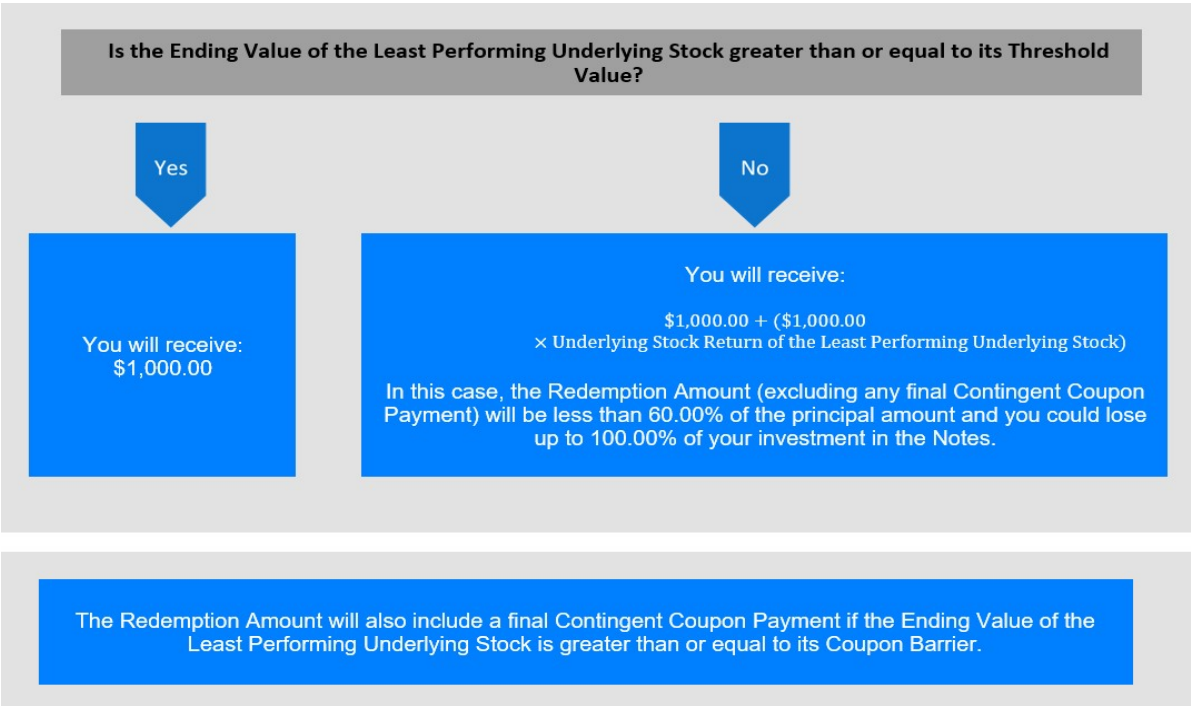 Is the Ending Value of the Least Performing Underlying Stock greater than or equal to its Threshold
Value?
Yes
No
You will receive:
$1,000.00
You will receive:
$1,000.00 + ($1,000.00
× Underlying Stock Return of the Least Performing Underlying Stock)
In this case, the Redemption Amount (excluding any final Contingent Coupon
Payment) will be less than 60.00% of the principal amount and you could lose
up to 100.00% of your investment in the Notes.
The Redemption Amount will also include a final Contingent Coupon Payment if the Ending Value of the
Least Performing Underlying Stock is greater than or equal to its Coupon Barrier.